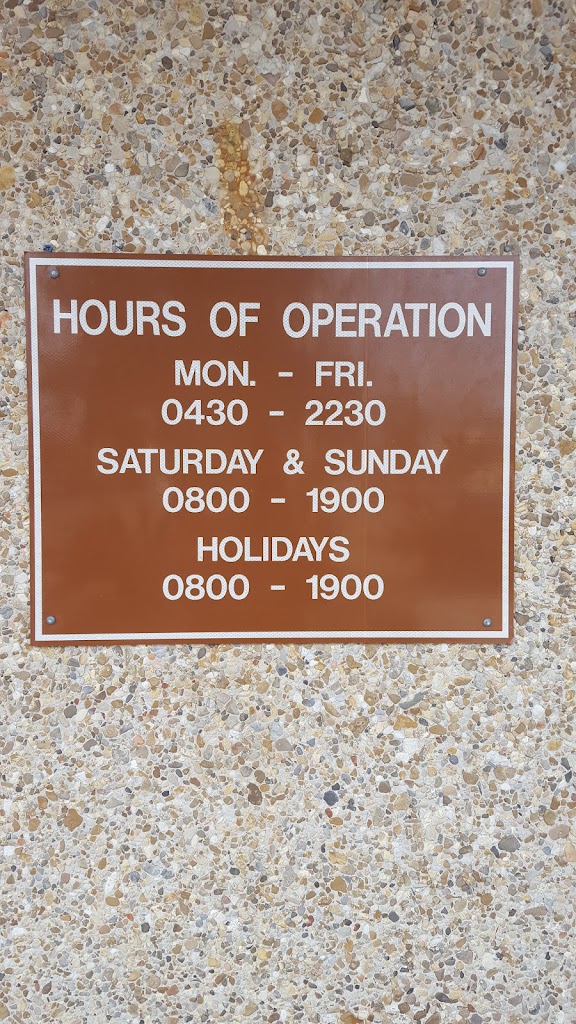 HOURS OF OPERATION
MON. - FRI.
0430 - 2230
SATURDAY & SUNDAY
0800 - 1900
HOLIDAYS
0800 - 1900